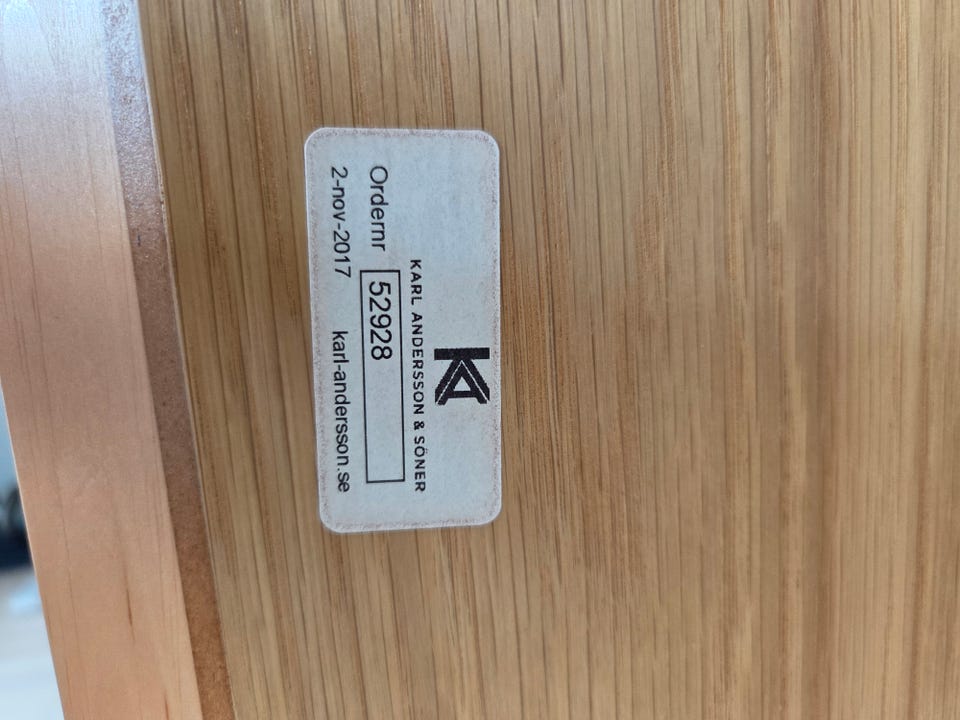 KA
KARL ANDERSSON & SÖNER
Ordernr 52928
2-nov-2017 karl-andersson.se